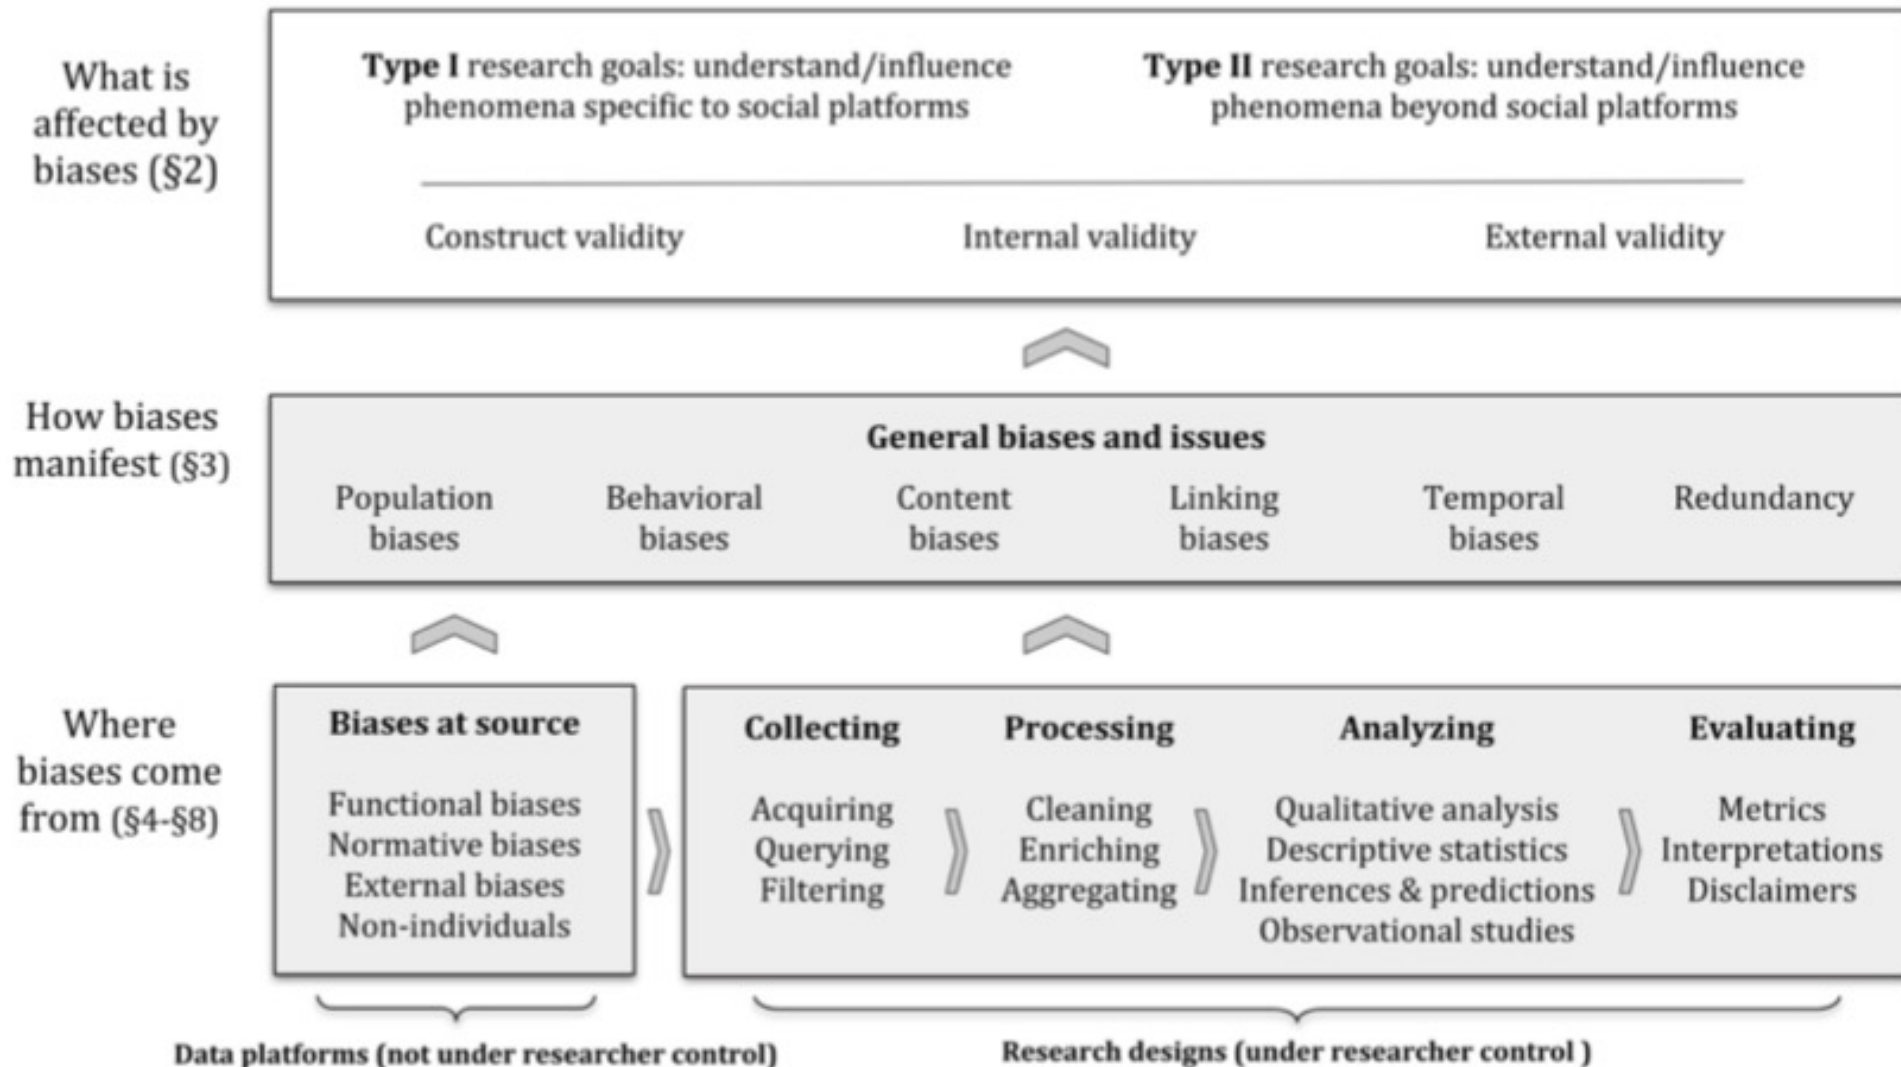 What is
affected by
biases (§2)
Type I research goals: understand/influence
phenomena specific to social platforms
Type II research goals: understand/influence
phenomena beyond social platforms
Construct validity
Internal validity
External validity
How biases
manifest (§3)
General biases and issues
Population
biases
Behavioral
biases
Content
biases
Linking
biases
Temporal
biases
Redundancy
Where
biases come
from (§4-§8)
Biases at source
Functional biases
Normative biases
External biases
Non-individuals
Collecting
Acquiring
Querying
Filtering
Processing
Cleaning
Enriching
Aggregating
Analyzing
Qualitative analysis
Descriptive statistics
Inferences & predictions
Observational studies
Evaluating
Metrics
Interpretations
Disclaimers
Data platforms (not under researcher control)
Research designs (under researcher control )